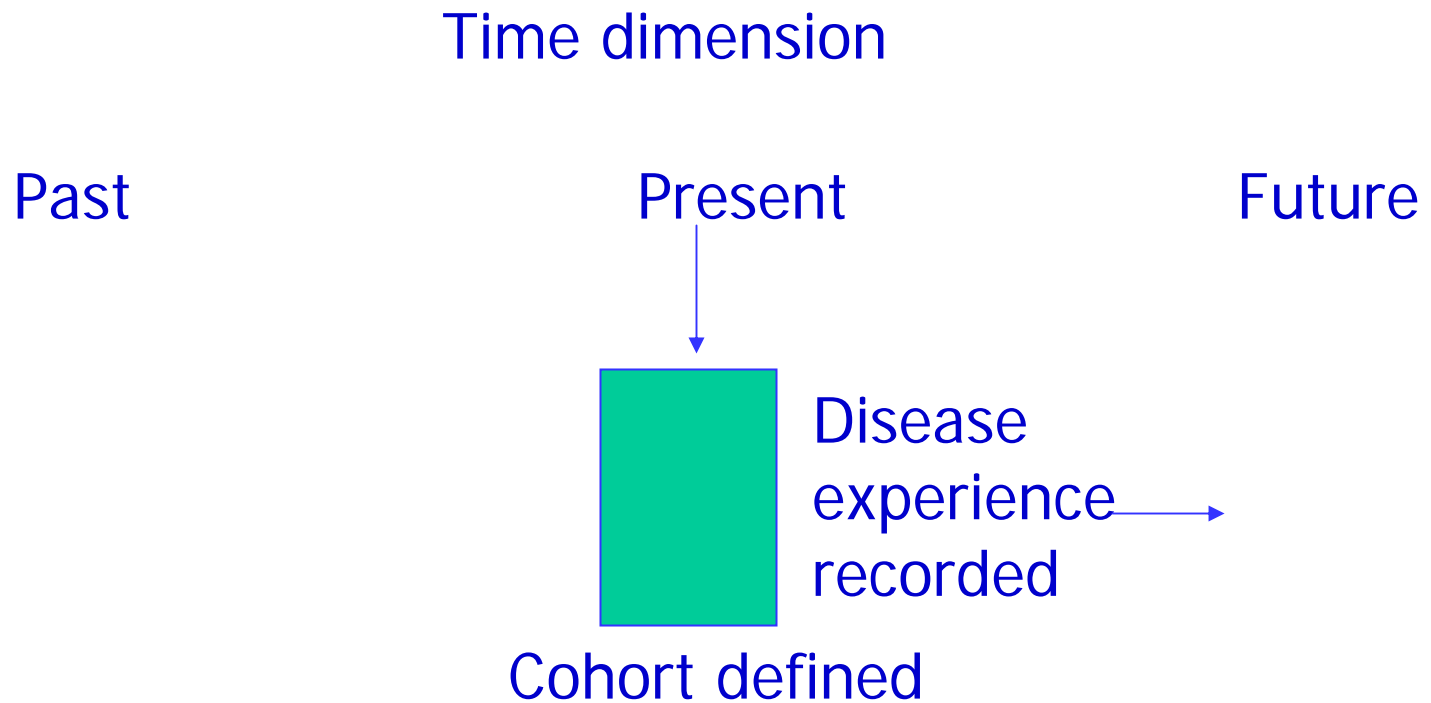 Time dimension
Past Present Future
Disease
experience
recorded
Cohort defined